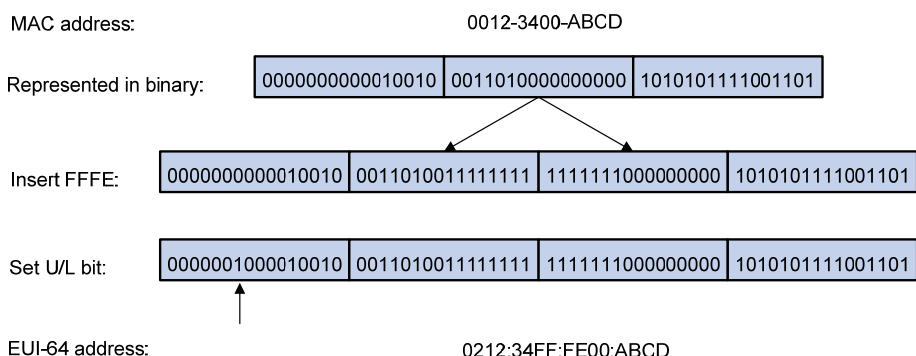 MAC address: 0012-3400-ABCD
Represented in binary: 0000000000010010 0011010000000000 1010101111001101
Insert FFFE: 0000000000010010 0011010011111111 1111111000000000 1010101111001101
Set U/L bit: 0000001000010010 0011010011111111 1111111000000000 1010101111001101
EUI-64 address: 0212:34FF:FE00:ABCD